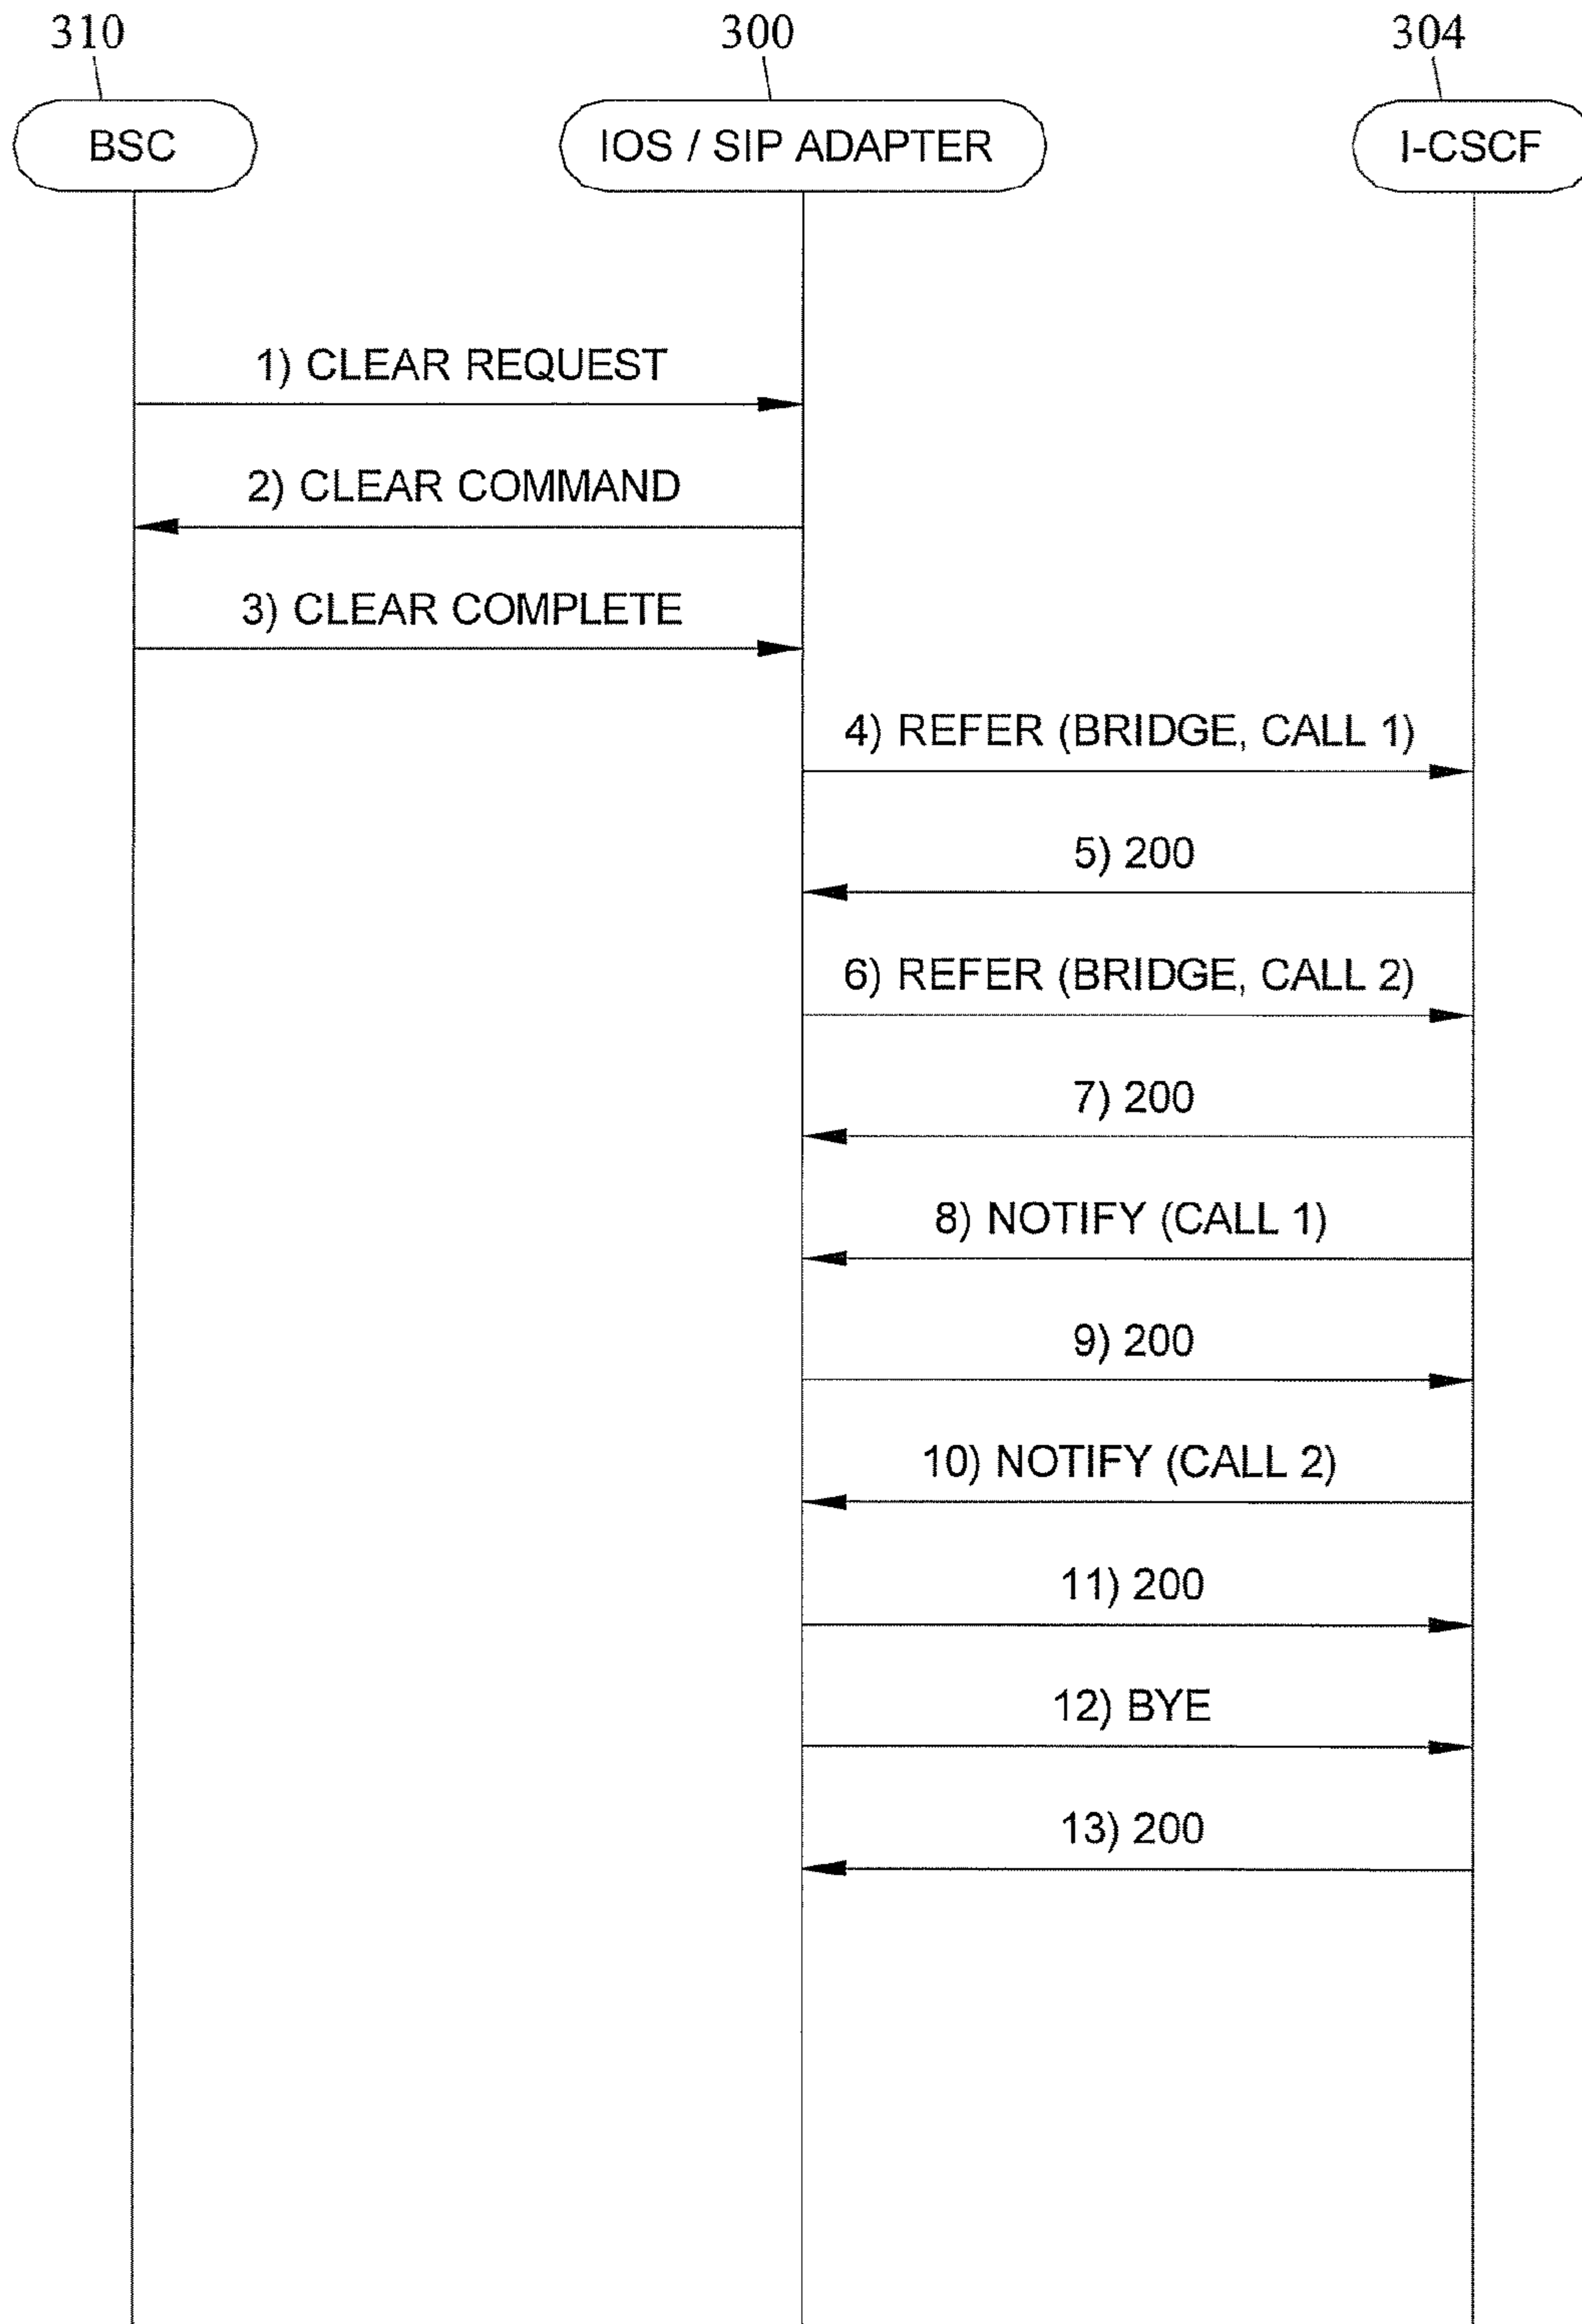 310 300 304
BSC IOS / SIP ADAPTER I-CSCF
1) CLEAR REQUEST
2) CLEAR COMMAND
3) CLEAR COMPLETE
4) REFER (BRIDGE, CALL 1)
5) 200
6) REFER (BRIDGE, CALL 2)
7) 200
8) NOTIFY (CALL 1)
9) 200
10) NOTIFY (CALL 2)
11) 200
12) BYE
13) 200